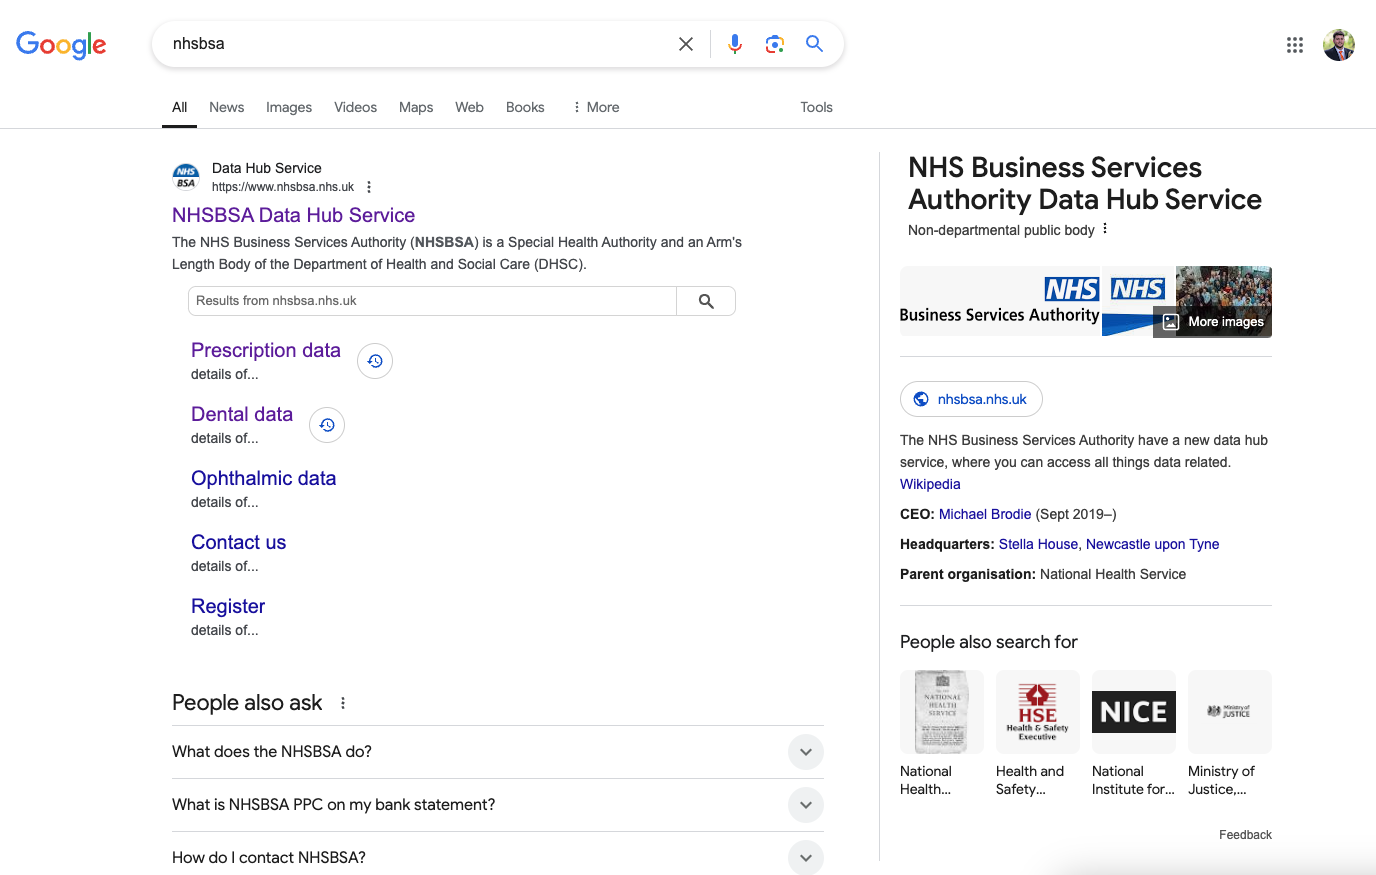 Google
nhsbsa
All
News
Images
Videos
Maps
Web
Books
More
Tools
NHS
BSA
Data Hub Service
https://www.nhsbsa.nhs.uk
NHSBSA Data Hub Service
The NHS Business Services Authority (NHSBSA) is a Special Health Authority and an Arm's
Length Body of the Department of Health and Social Care (DHSC).
Results from nhsbsa.nhs.uk
Prescription data
details of...
Dental data
details of...
Ophthalmic data
details of...
Contact us
details of...
Register
details of...
People also ask
What does the NHSBSA do?
What is NHSBSA PPC on my bank statement?
How do I contact NHSBSA?
NHS Business Services
Authority Data Hub Service
Non-departmental public body
NHS
Business Services Authority
NHS
More images
nhsbsa.nhs.uk
The NHS Business Services Authority have a new data hub
service, where you can access all things data related.
Wikipedia
CEO: Michael Brodie (Sept 2019–)
Headquarters: Stella House, Newcastle upon Tyne
Parent organisation: National Health Service
People also search for
NATIONAL
HEALTH
SERVICE
HSE
Health & Safety
Executive
NICE
Ministry of
JUSTICE
National
Health...
Health and
Safety...
National
Institute for...
Ministry of
Justice,...
Feedback